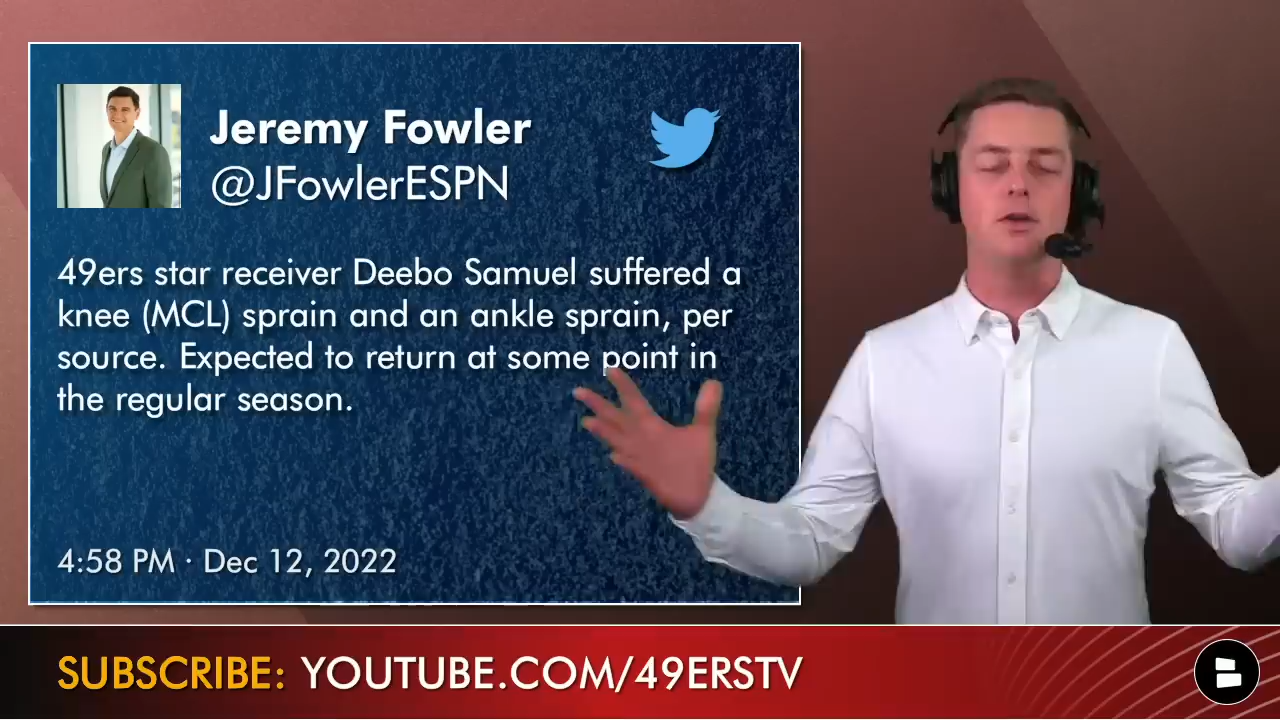 Jeremy Fowler
@JFowlerESPN
49ers star receiver Deebo Samuel suffered a
knee (MCL) sprain and an ankle sprain, per
source. Expected to return at some point in
the regular season.
4:58 PM · Dec 12, 2022
SUBSCRIBE: YOUTUBE.COM/49ERSTV